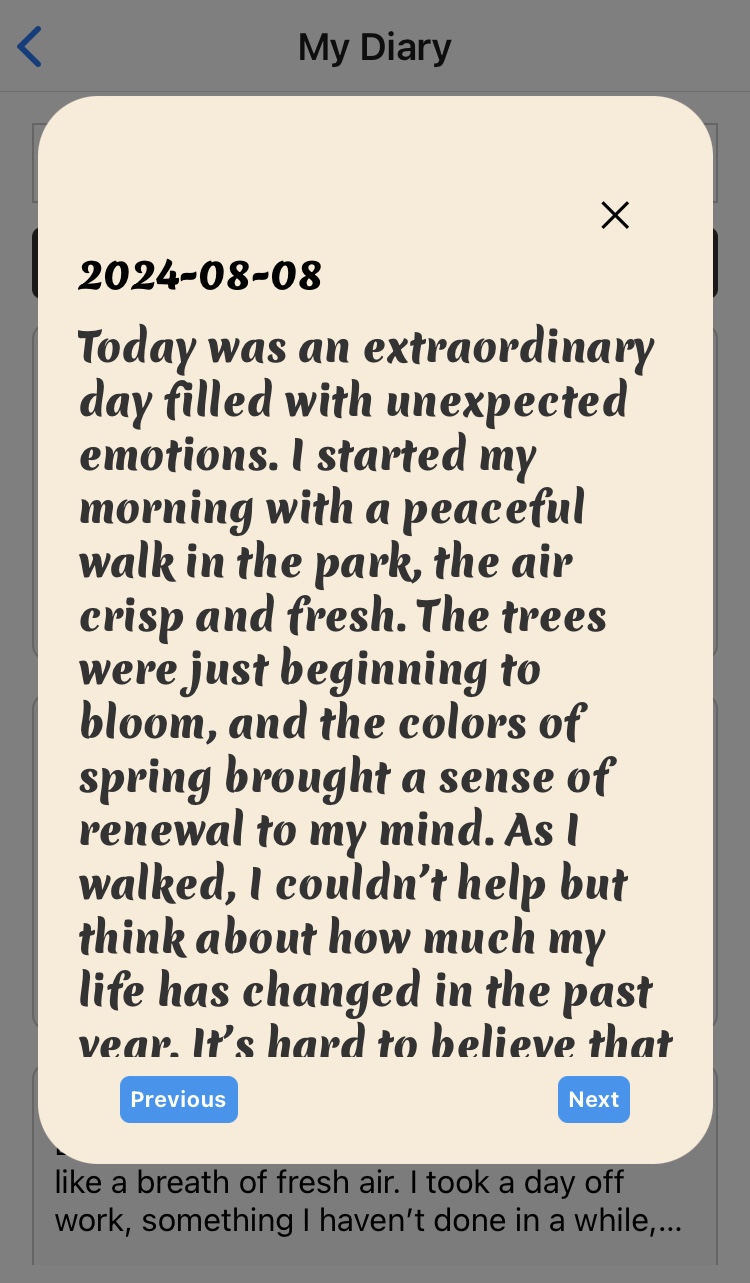 My Diary
2024-08-08
Today was an extraordinary
day filled with unexpected
emotions. I started my
morning with a peaceful
walk in the park, the air
crisp and fresh. The trees
were just beginning to
bloom, and the colors of
spring brought a sense of
renewal to my mind. As I
walked, I couldn’t help but
think about how much my
life has changed in the past
year. It’s hard to believe that
Previous
Next
like a breath of fresh air. I took a day off
work, something I haven’t done in a while,...